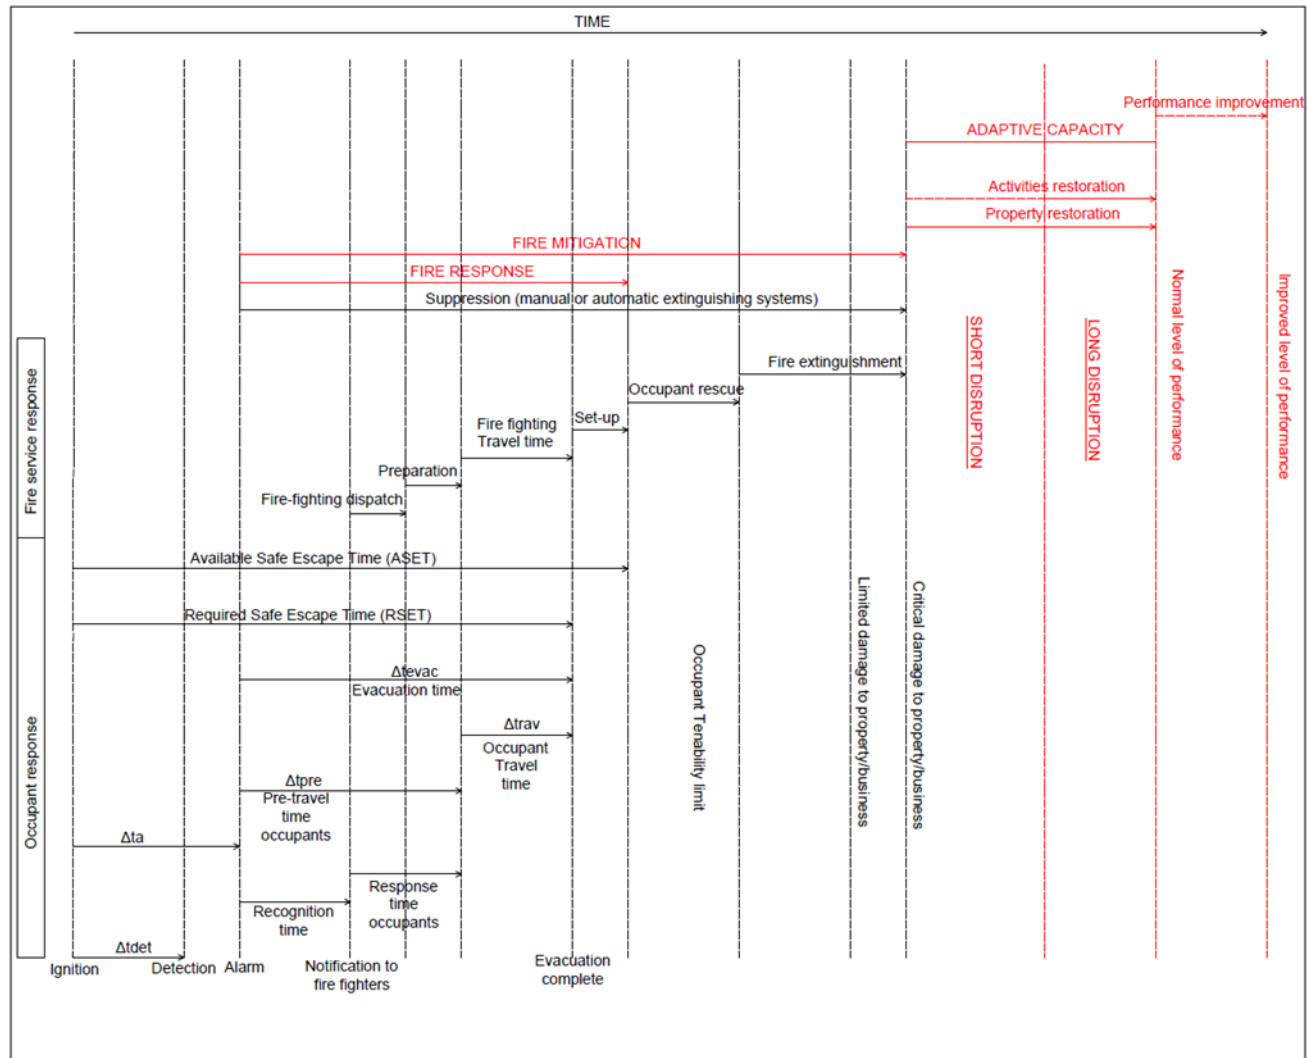 TIME
Performance improvement
ADAPTIVE CAPACITY
Activities restoration
Property restoration
FIRE MITIGATION
FIRE RESPONSE
Suppression (manual or automatic extinguishing systems)
Fire extinguishment
Occupant rescue
Set-up
Fire fighting
Travel time
Preparation
Fire-fighting dispatch
Fire service response
SHORT DISRUPTION
LONG DISRUPTION
Normal level of performance
Improved level of performance
Available Safe Escape Time (ASET)
Required Safe Escape Time (RSET)
Δtevac
Evacuation time
Δtrav
Occupant
Travel
time
Δtpre
Pre-travel
time
occupants
Δta
Response
time
occupants
Recognition
time
Δtdet
Occupant response
Occupant Tenability limit
Limited damage to property/business
Critical damage to property/business
Ignition
Detection
Alarm
Notification to
fire fighters
Evacuation
complete